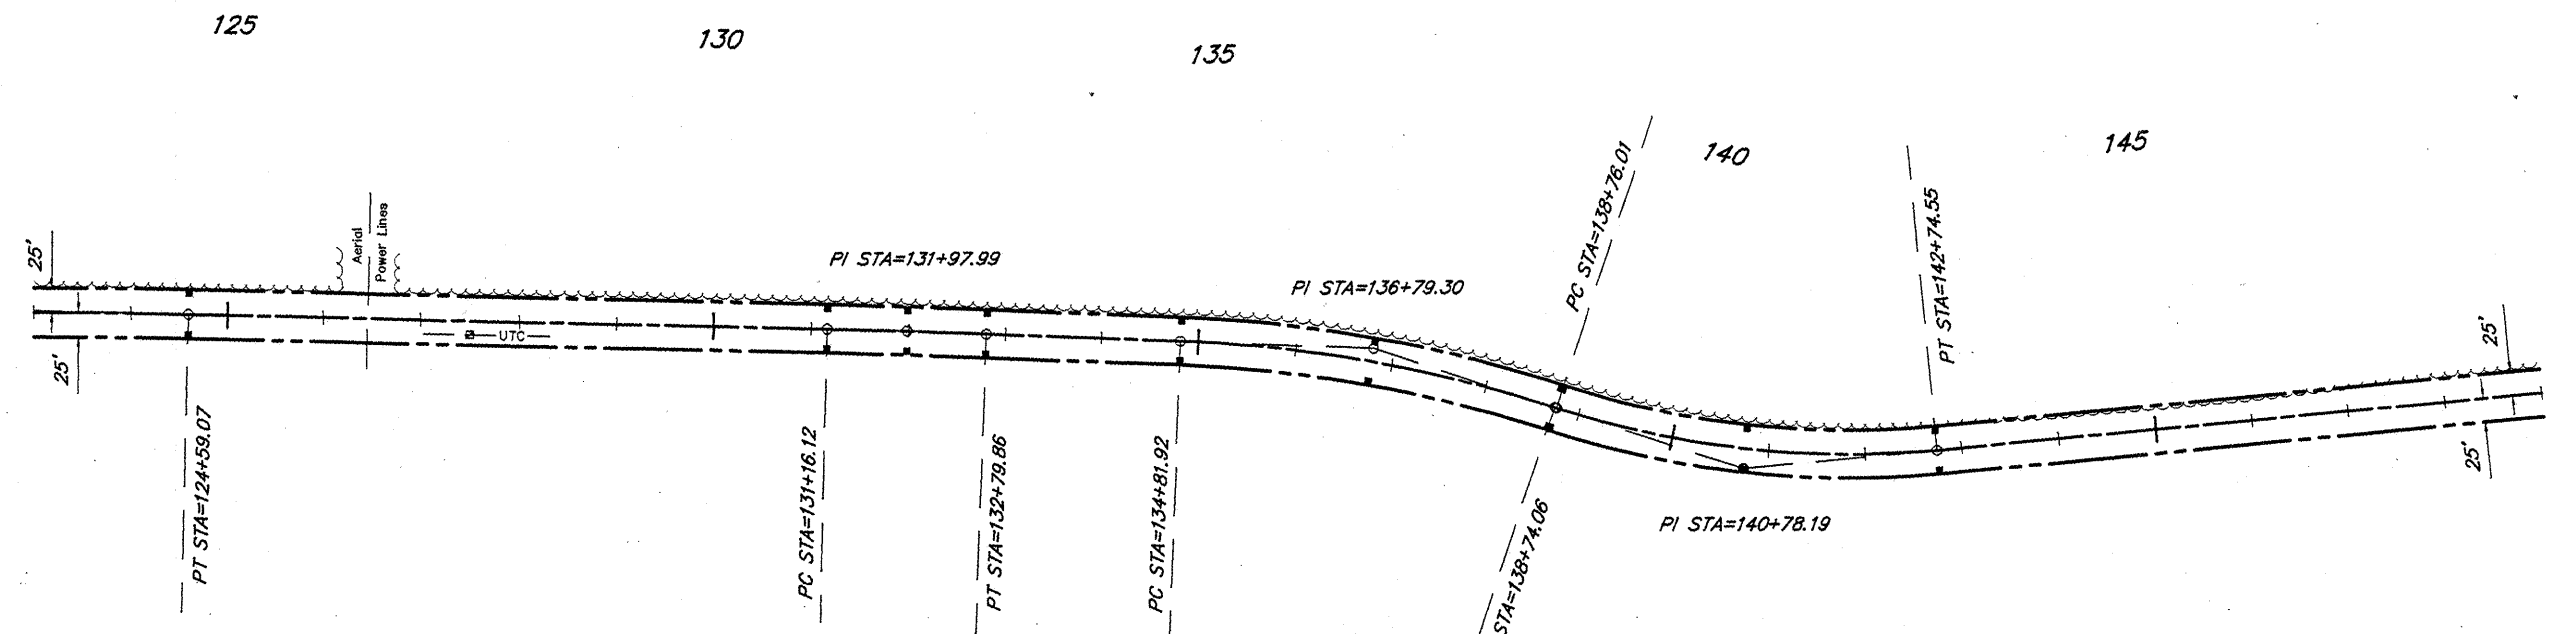 125
130
135
140
145
25'
25'
Aerial
Power Lines
UTC
PT STA=124+59.07
PI STA=131+97.99
PC STA=131+16.12
PT STA=132+79.86
PC STA=134+81.92
PI STA=136+79.30
PC STA=138+76.01
STA=138+74.06
PI STA=140+78.19
PT STA=142+74.55
25'
25'